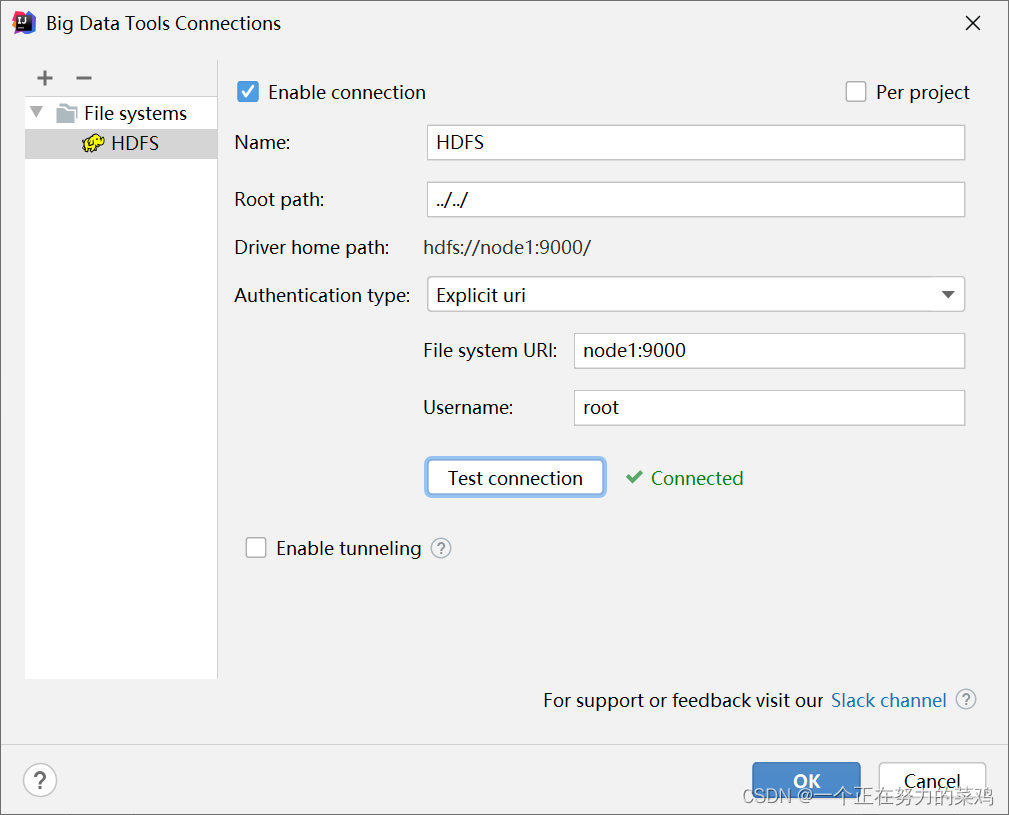 Big Data Tools Connections
File systems
HDFS
Enable connection
Per project
Name: HDFS
Root path: ../../
Driver home path: hdfs://node1:9000/
Authentication type: Explicit uri
File system URI: node1:9000
Username: root
Test connection Connected
Enable tunneling ?
For support or feedback visit our Slack channel ?
? OK Cancel
CSDN @一个正在努力的菜鸡